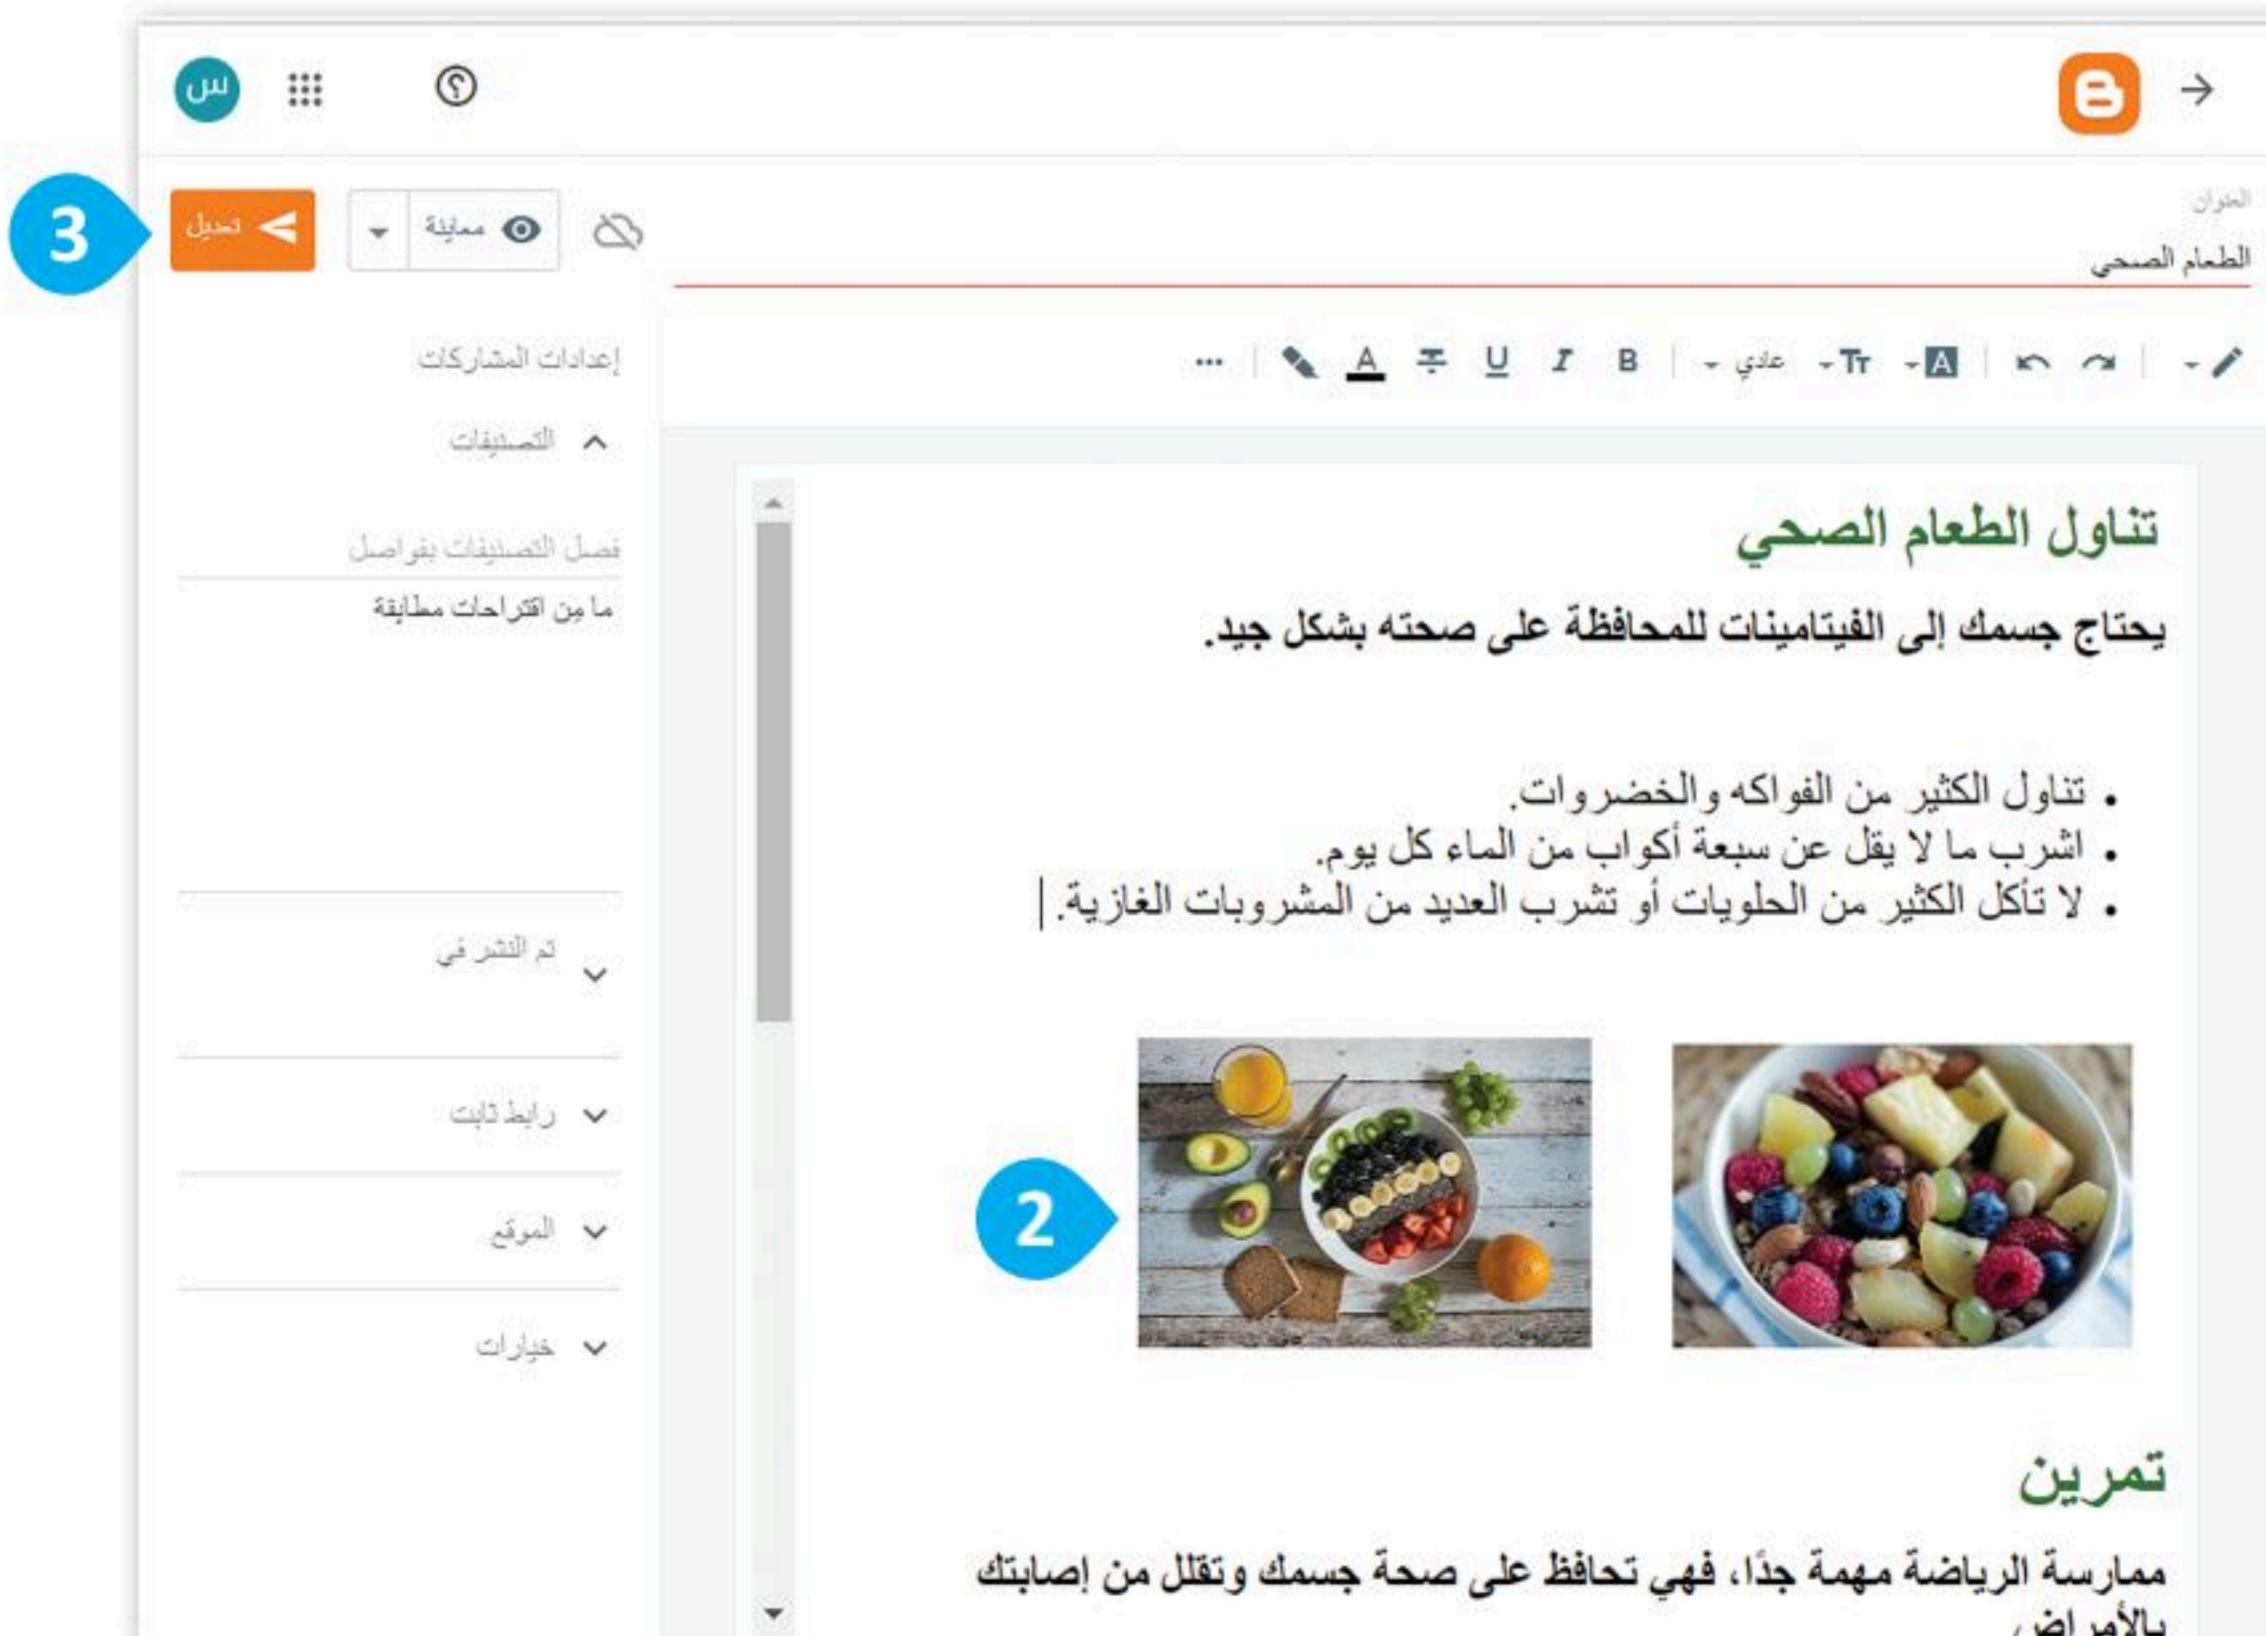 س
3
تعديل
معاينة
العنوان
الطعام الصحي
عادي
B I U A
إعدادات المشاركات
التصنيفات
فصل التصنيفات بفواصل
ما مِن اقتراحات مطابقة
تم النشر في
رابط ثابت
الموقع
خيارات
تناول الطعام الصحي
يحتاج جسمك إلى الفيتامينات للمحافظة على صحته بشكل جيد.
• تناول الكثير من الفواكه والخضروات.
• اشرب ما لا يقل عن سبعة أكواب من الماء كل يوم.
• لا تأكل الكثير من الحلويات أو تشرب العديد من المشروبات الغازية.
2
تمرين
ممارسة الرياضة مهمة جدًا، فهي تحافظ على صحة جسمك وتقلل من إصابتك
بالأمراض